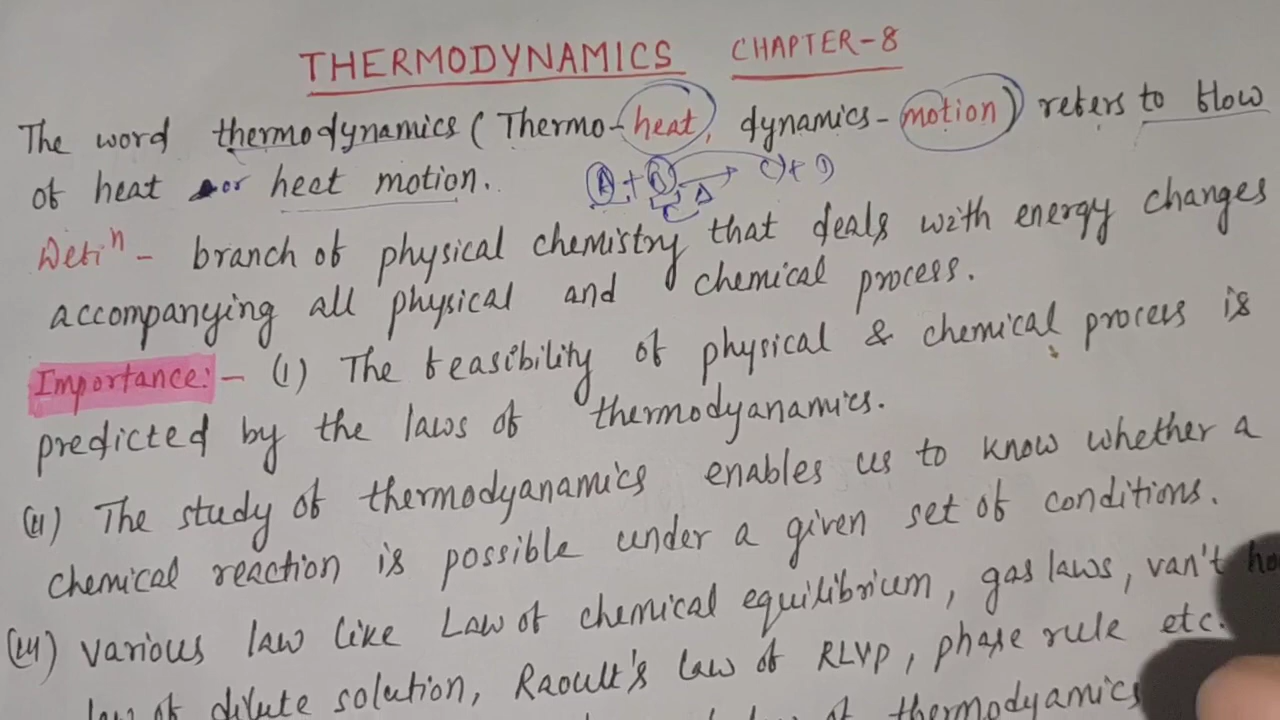 THERMODYNAMICS CHAPTER-8
The word thermodynamics (Thermo-heat, dynamics-motion) refers to flow
of heat or heat motion.
A + B → C + D
Δ
Defiⁿ - branch of physical chemistry that deals with energy changes
accompanying all physical and chemical process.
Importance:- (i) The feasibility of physical & chemical process is
predicted by the laws of thermodyanamics.
(ii) The study of thermodyanamics enables us to know whether a
chemical reaction is possible under a given set of conditions.
(iii) various law like Law of chemical equilibrium, gas laws, van't
law of dilute solution, Raoult's law of RLVP, phase rule etc.
of thermodyamics